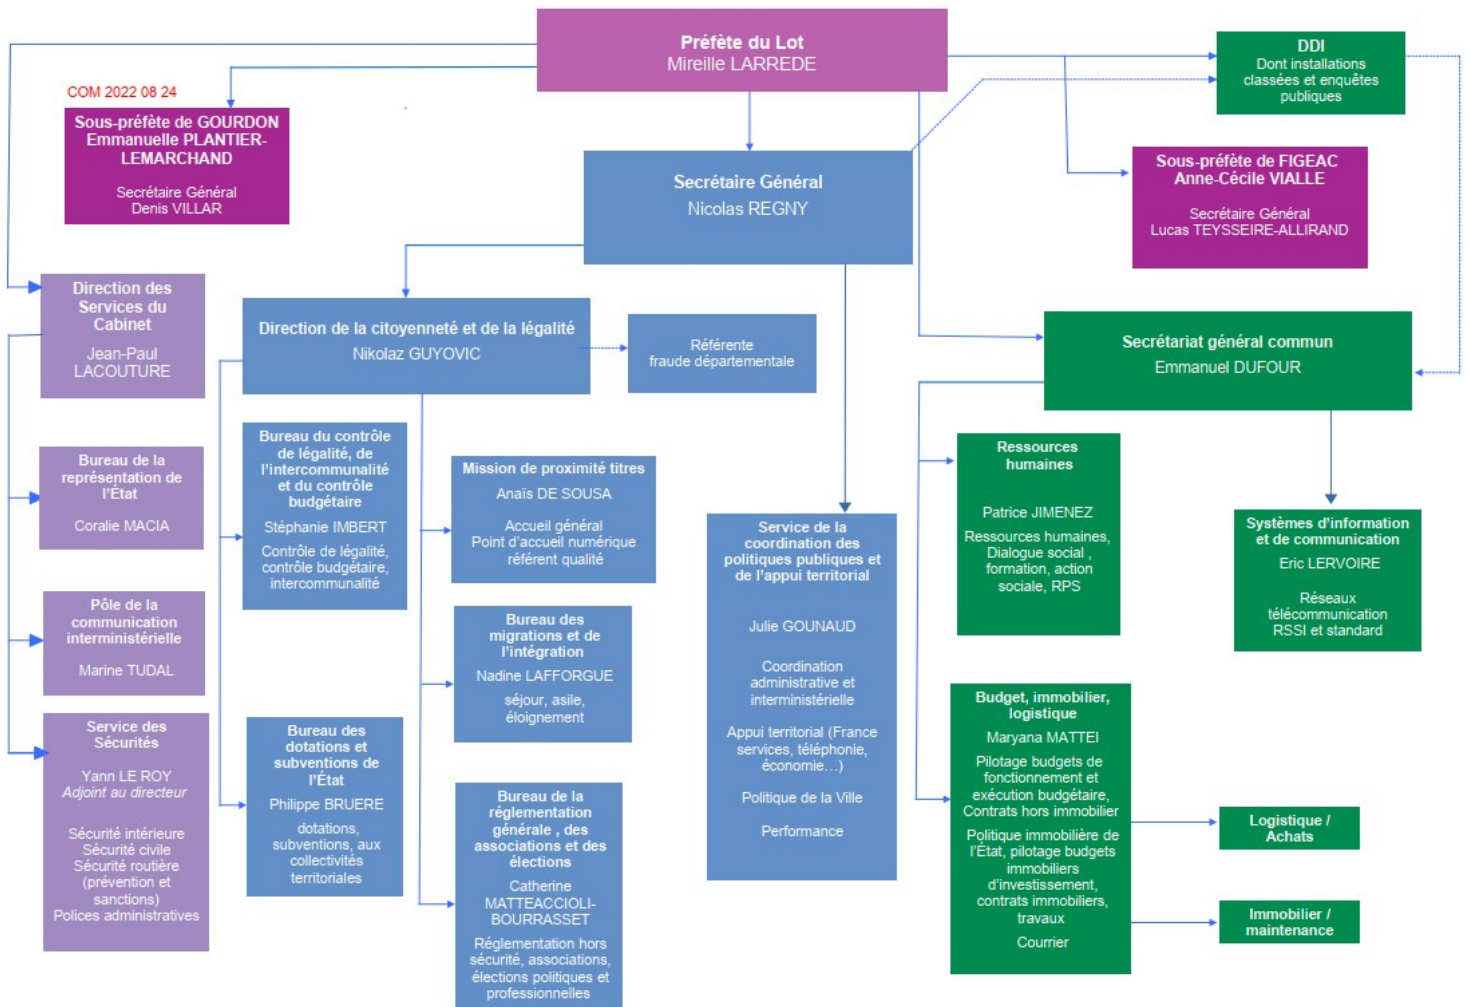 Préfète du Lot
Mireille LARREDE
DDI
Dont installations
classées et enquêtes
publiques
COM 2022 08 24
Sous-préfète de GOURDON
Emmanuelle PLANTIER-
LEMARCHAND
Secrétaire Général
Denis VILLAR
Secrétaire Général
Nicolas REGNY
Sous-préfète de FIGEAC
Anne-Cécile VIALLE
Secrétaire Général
Lucas TEYSSEIRE-ALLIRAND
Direction des
Services du
Cabinet
Jean-Paul
LACOUTURE
Direction de la citoyenneté et de la légalité
Nikolaz GUYOVIC
Référente
fraude départementale
Secrétariat général commun
Emmanuel DUFOUR
Bureau de la
représentation de
l'État
Coralie MACIA
Pôle de la
communication
interministérielle
Marine TUDAL
Service des
Sécurités
Yann LE ROY
Adjoint au directeur
Sécurité intérieure
Sécurité civile
Sécurité routière
(prévention et
sanctions)
Polices administratives
Bureau du contrôle
de légalité, de
l'intercommunalité
et du contrôle
budgétaire
Stéphanie IMBERT
Contrôle de légalité,
contrôle budgétaire,
intercommunalité
Bureau des
dotations et
subventions de
l'État
Philippe BRUERE
dotations,
subventions, aux
collectivités
territoriales
Mission de proximité titres
Anaïs DE SOUSA
Accueil général
Point d'accueil numérique
référent qualité
Bureau des
migrations et de
l'intégration
Nadine LAFFORGUE
séjour, asile,
éloignement
Bureau de la
réglementation
générale , des
associations et des
élections
Catherine
MATTEACCIOLI-
BOURRASSET
Réglementation hors
sécurité, associations,
élections politiques et
professionnelles
Service de la
coordination des
politiques publiques et
de l'appui territorial
Julie GOUNAUD
Coordination
administrative et
interministérielle
Appui territorial (France
services, téléphonie,
économie…)
Politique de la Ville
Performance
Ressources
humaines
Patrice JIMENEZ
Ressources humaines,
Dialogue social ,
formation, action
sociale, RPS
Systèmes d'information
et de communication
Eric LERVOIRE
Réseaux
télécommunication
RSSI et standard
Budget, immobilier,
logistique
Maryana MATTEI
Pilotage budgets de
fonctionnement et
exécution budgétaire,
Contrats hors immobilier
Politique immobilière de
l'État, pilotage budgets
immobiliers
d'investissement,
contrats immobiliers,
travaux
Courrier
Logistique /
Achats
Immobilier /
maintenance